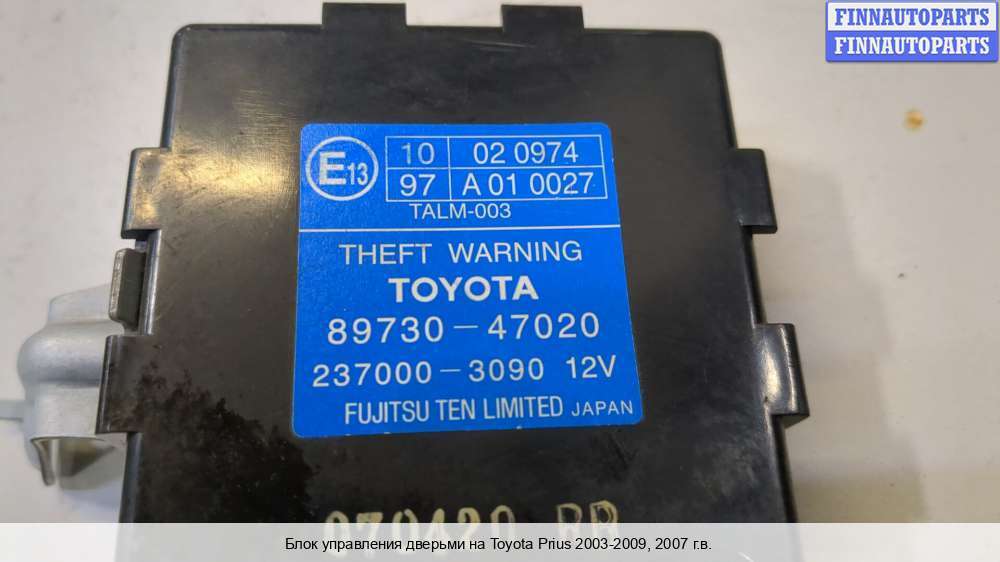 FINNAUTOPARTS
FINNAUTOPARTS
E13
10 02 0974
97 A 01 0027
TALM-003
THEFT WARNING
TOYOTA
89730-47020
237000-3090 12V
FUJITSU TEN LIMITED JAPAN
Блок управления дверьми на Toyota Prius 2003-2009, 2007 г.в.